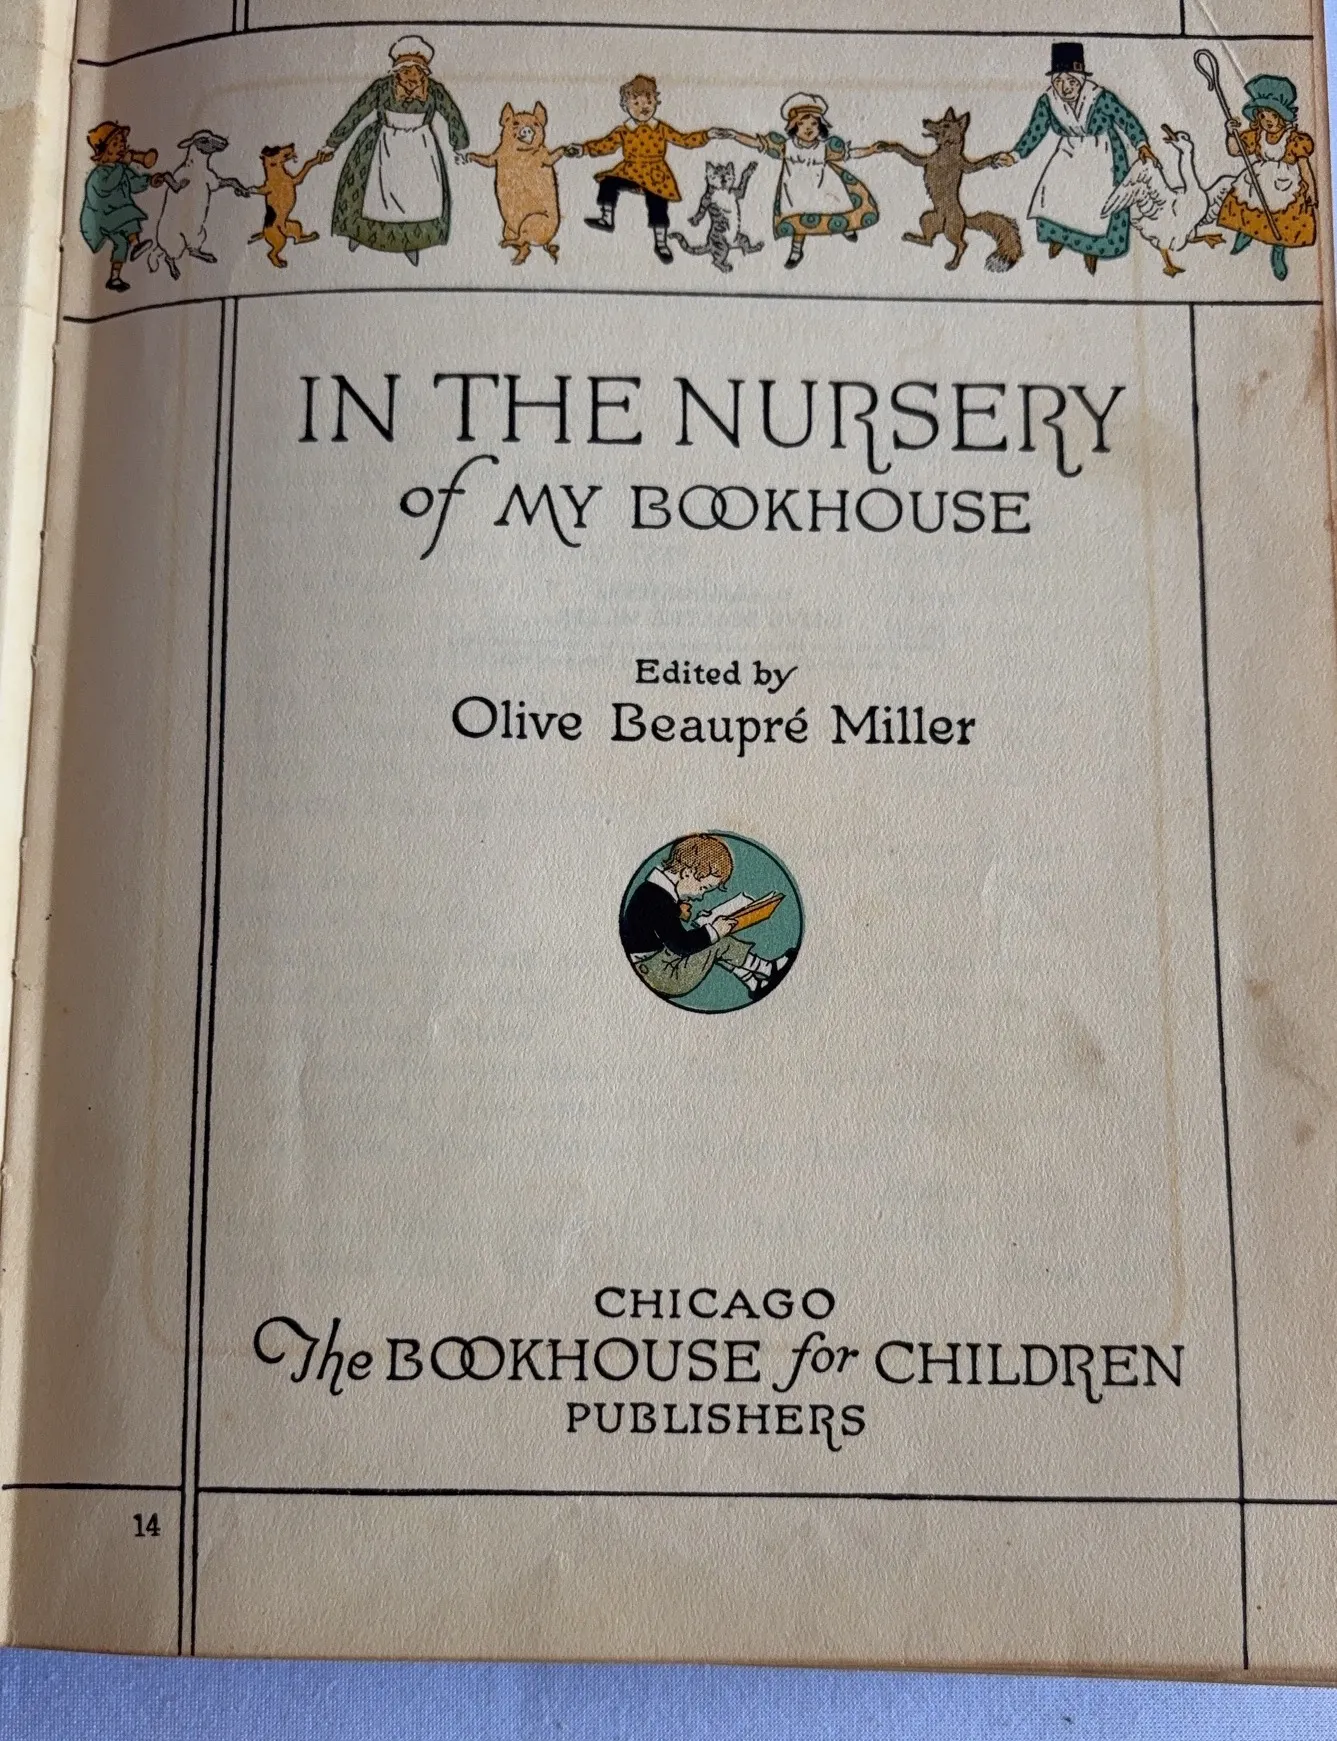 IN THE NURSERY
of MY BOOKHOUSE
Edited by
Olive Beaupré Miller
CHICAGO
The BOOKHOUSE for CHILDREN
PUBLISHERS
14